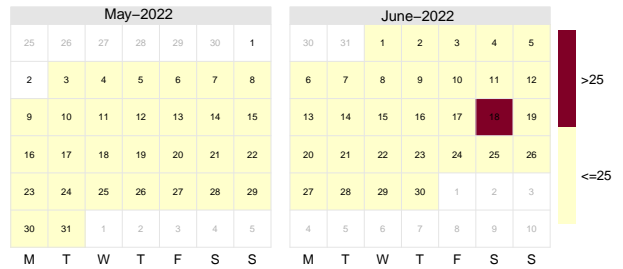 May−2022
25 26 27 28 29 30 1
2 3 4 5 6 7 8
9 10 11 12 13 14 15
16 17 18 19 20 21 22
23 24 25 26 27 28 29
30 31 1 2 3 4 5
M T W T F S S
June−2022
30 31 1 2 3 4 5
6 7 8 9 10 11 12
13 14 15 16 17 18 19
20 21 22 23 24 25 26
27 28 29 30 1 2 3
4 5 6 7 8 9 10
M T W T F S S
>25
<=25